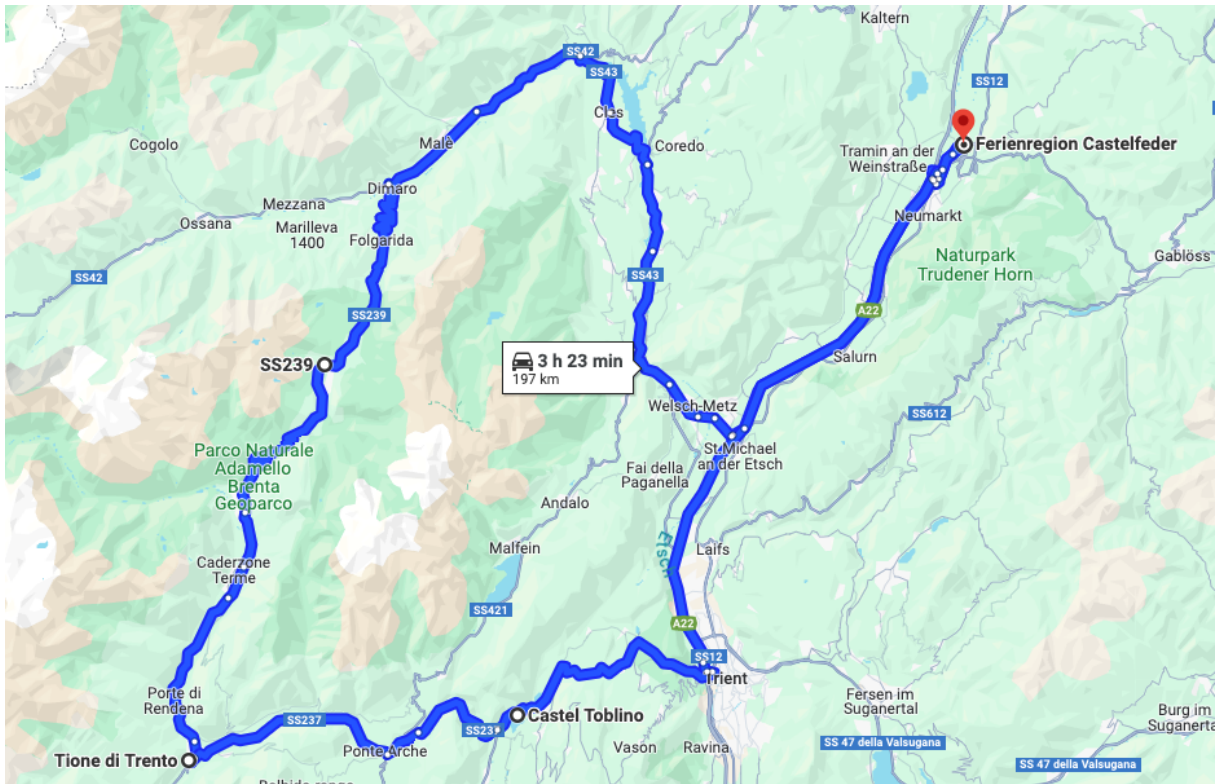 Kaltern
SS42
SS12
SS43
Cles
Malè
Cogolo
Coredo
Ferienregion Castelfeder
Tramin an der
Weinstraße
Dimaro
Mezzana
Ossana
Marilleva
1400
Folgarida
Neumarkt
Naturpark
Trudener Horn
Gablöss
SS42
SS43
SS239
A22
SS239
3 h 23 min
197 km
Salurn
Welsch-Metz
SS612
Parco Naturale
Adamello
Brenta
Geoparco
St Michael
an der Etsch
Fai della
Paganella
Andalo
Etsch
Malfein
Laifs
Caderzone
Terme
SS421
A22
SS12
Trient
Porte di
Rendena
Fersen im
Suganertal
Castel Toblino
SS237
SS237
Burg im
Suganertal
Ponte Arche
Vason
Ravina
SS 47 della Valsugana
Tione di Trento
SS 47 della Valsugana